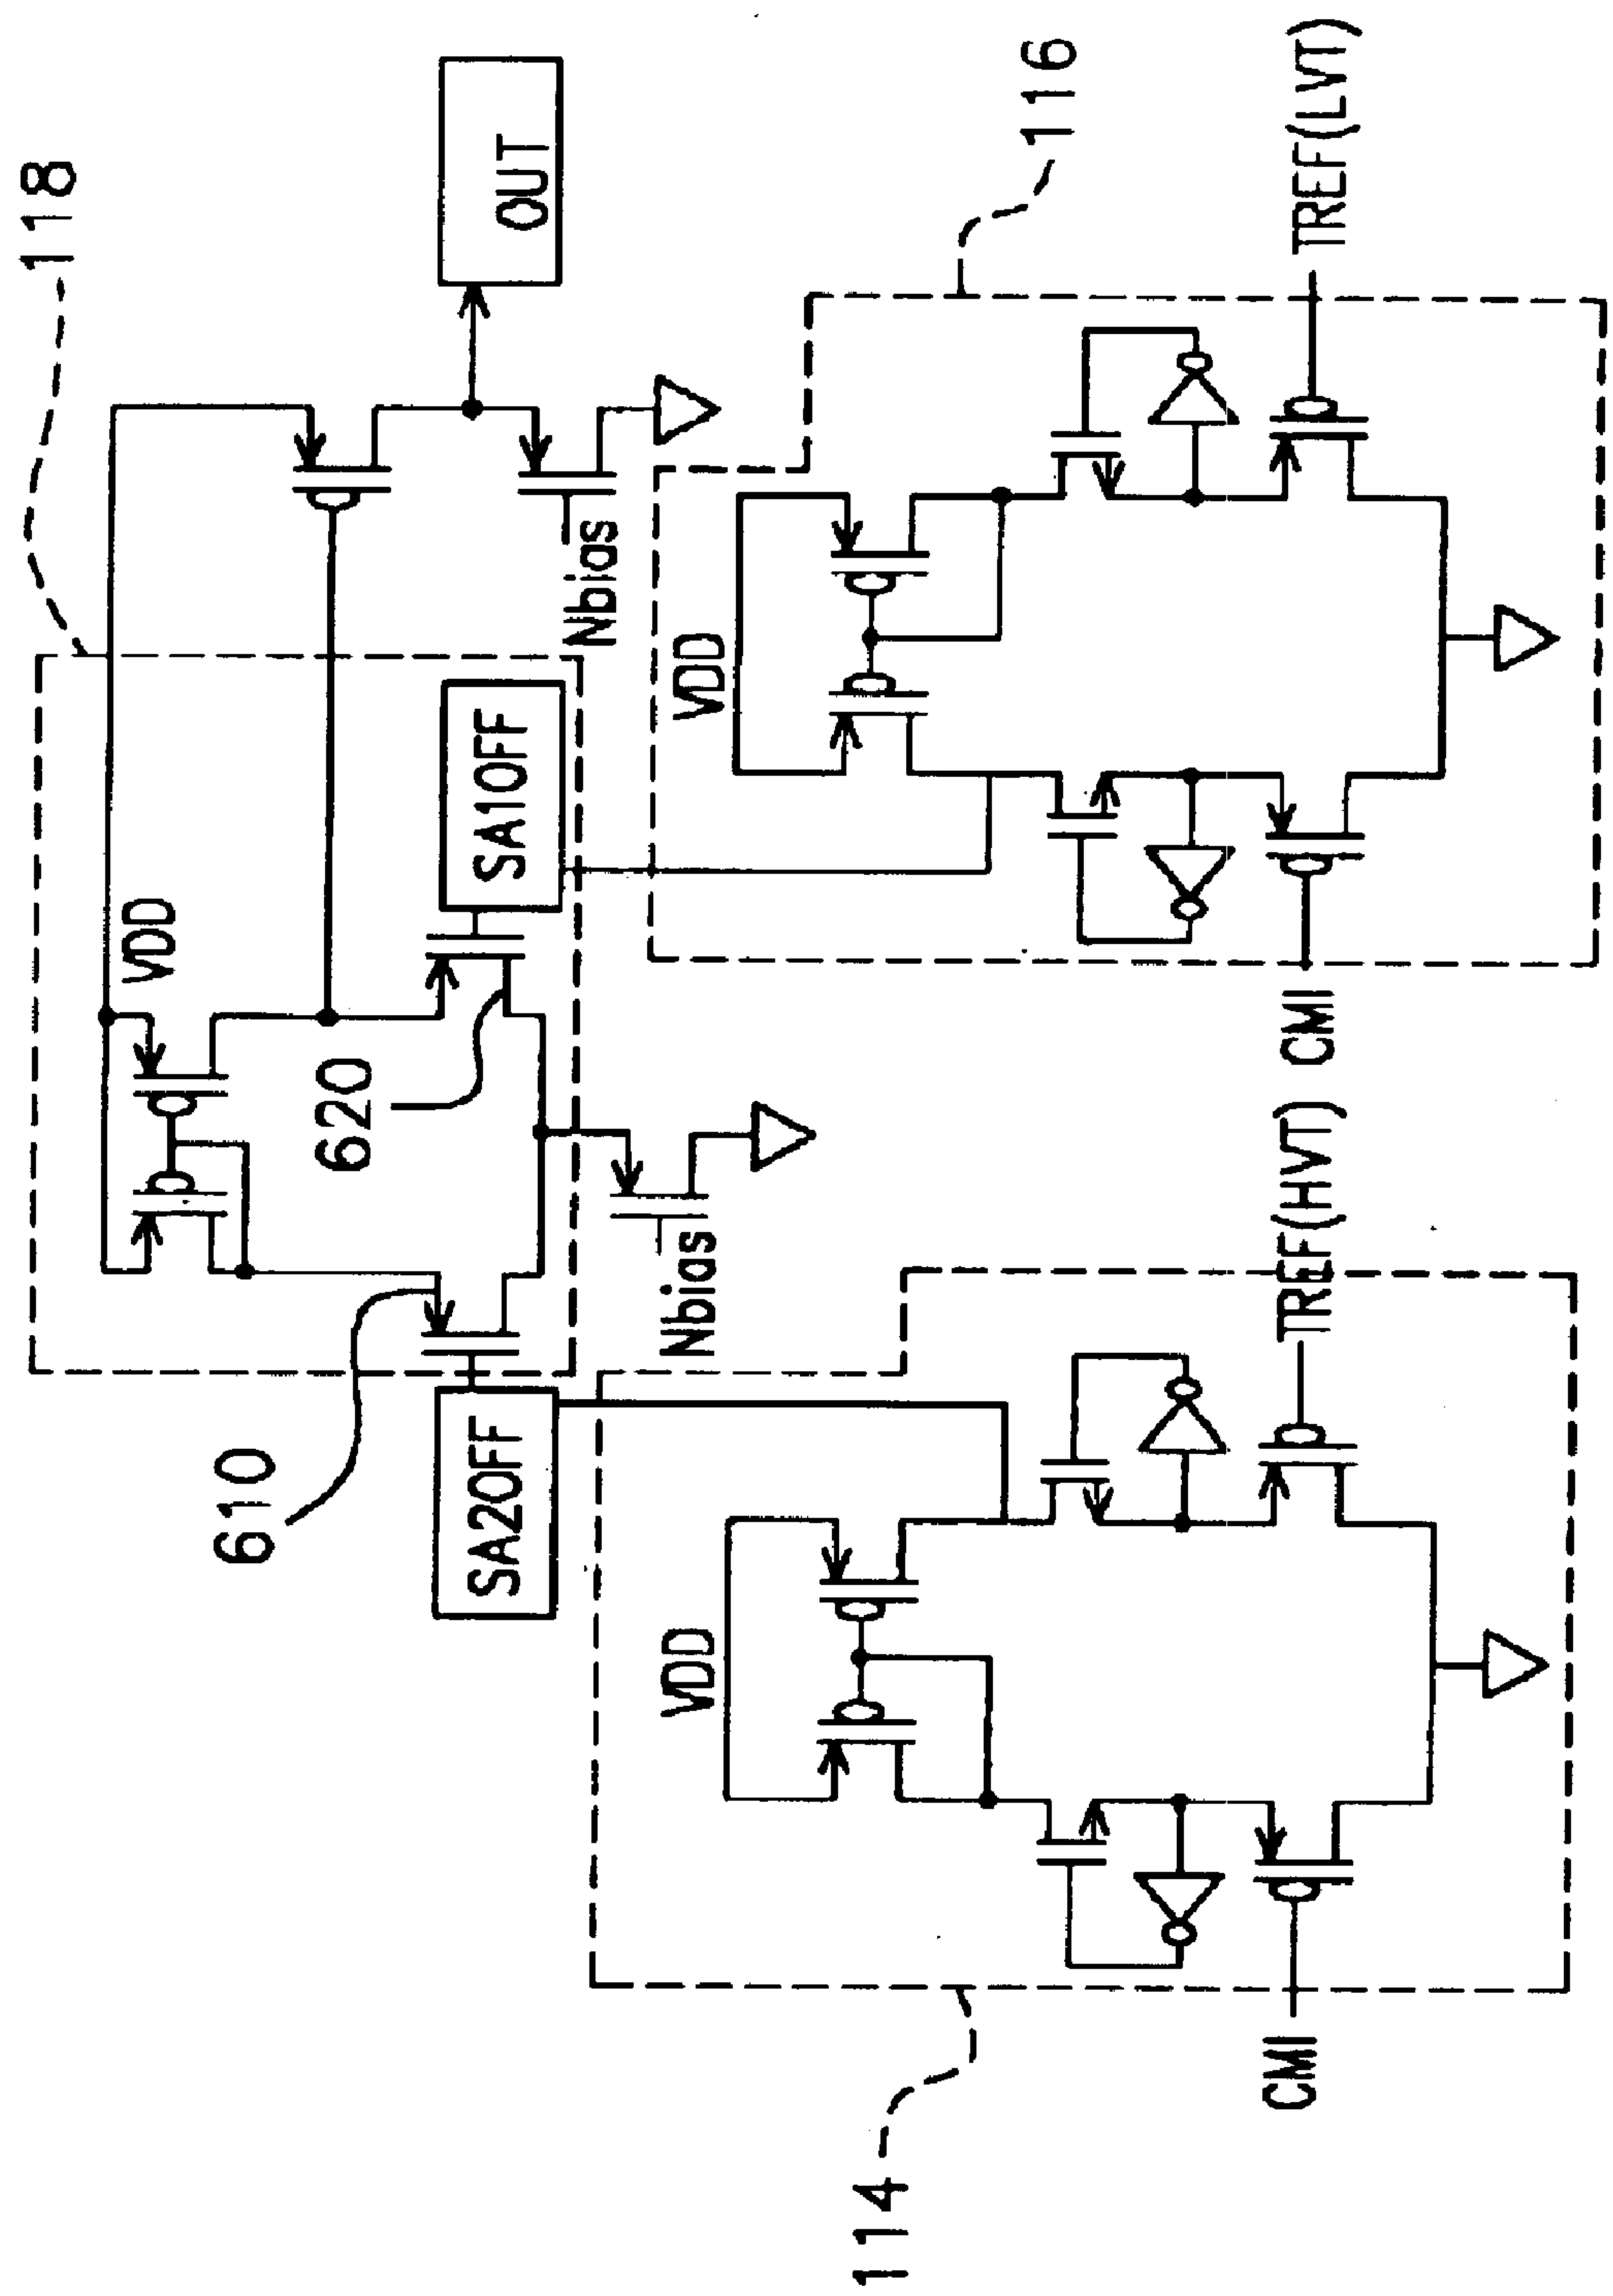 118
VDD
610
620
SA2OFF
SA1OFF
OUT
Nbias
Nbias
VDD
VDD
114
116
CMI
TREF(HVT)
CMI
TREF(LVT)